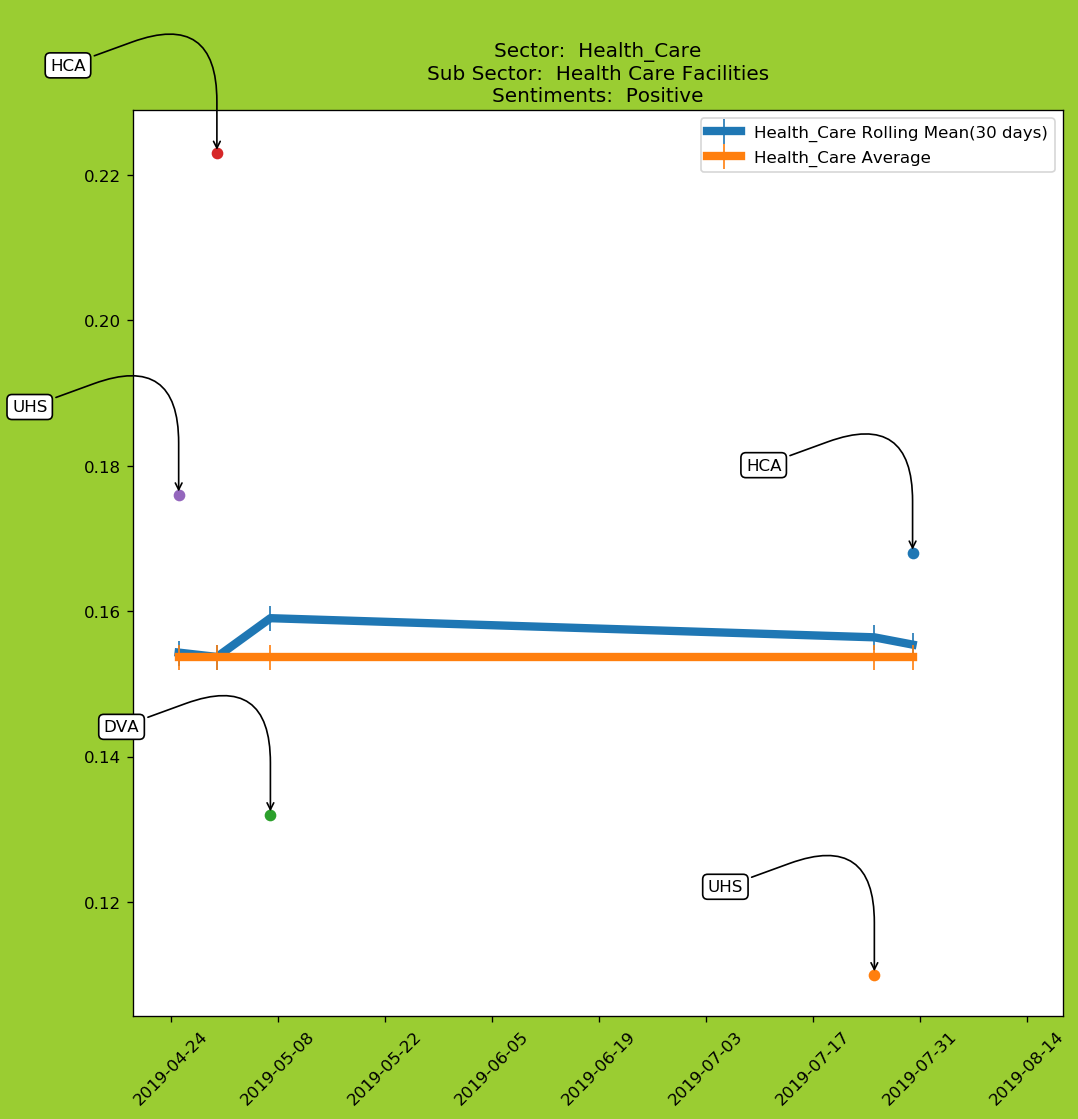 HCA
Sector:  Health_Care
Sub Sector:  Health Care Facilities
Sentiments:  Positive
Health_Care Rolling Mean(30 days)
Health_Care Average
0.22
0.20
UHS
0.18
HCA
0.16
DVA
0.14
UHS
0.12
2019-04-24
2019-05-08
2019-05-22
2019-06-05
2019-06-19
2019-07-03
2019-07-17
2019-07-31
2019-08-14